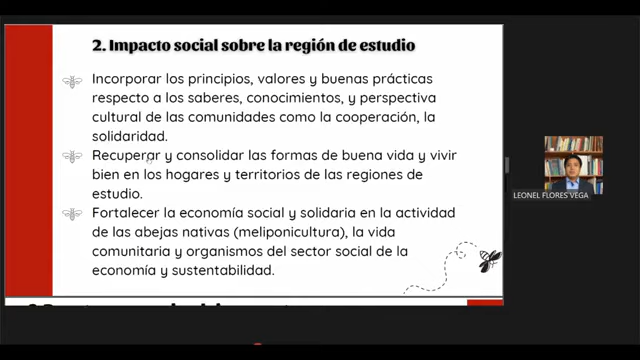 2. Impacto social sobre la región de estudio
Incorporar los principios, valores y buenas prácticas
respecto a los saberes, conocimientos, y perspectiva
cultural de las comunidades como la cooperación, la
solidaridad.
Recuperar y consolidar las formas de buena vida y vivir
bien en los hogares y territorios de las regiones de
estudio.
Fortalecer la economía social y solidaria en la actividad
de las abejas nativas (meliponicultura), la vida
comunitaria y organismos del sector social de la
economía y sustentabilidad.
LEONEL FLORES VEGA